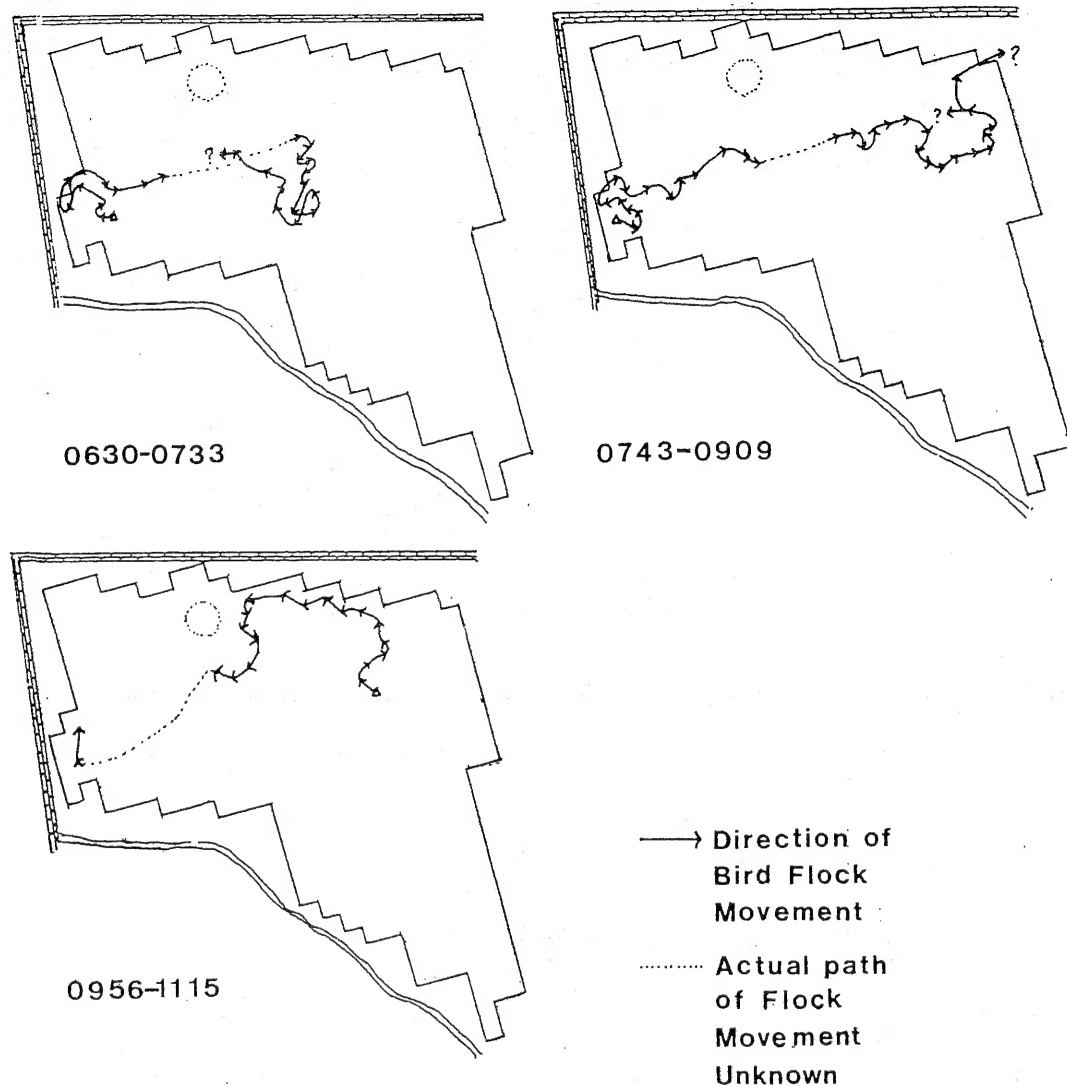 ?
?
?
0630-0733
0743-0909
0956-1115
Direction of
Bird Flock
Movement
Actual path
of Flock
Movement
Unknown